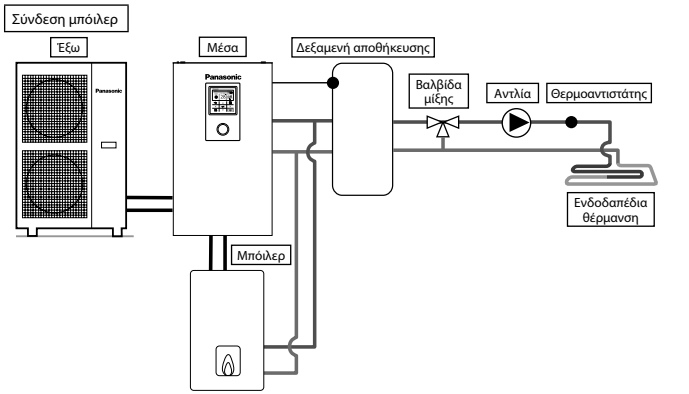 Σύνδεση μπόιλερ
Έξω
Μέσα
Δεξαμενή αποθήκευσης
Βαλβίδα
μίξης
Αντλία
Θερμοαντιστάτης
Panasonic
Panasonic
Ενδοδαπέδια
θέρμανση
Μπόιλερ